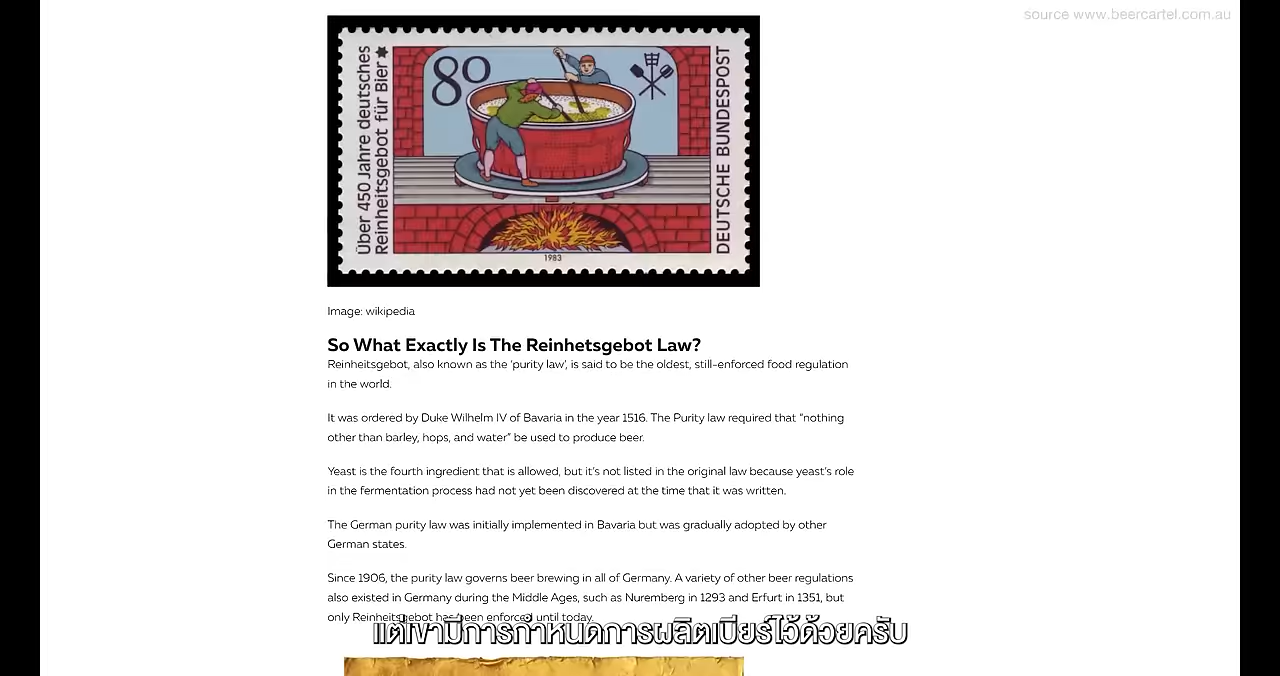 source www.beercartel.com.au
Über 450 Jahre deutsches
Reinheitsgebot für Bier
80
DEUTSCHE BUNDESPOST
1983
Image: wikipedia
So What Exactly Is The Reinhetsgebot Law?
Reinheitsgebot, also known as the ‘purity law’, is said to be the oldest, still-enforced food regulation
in the world.
It was ordered by Duke Wilhelm IV of Bavaria in the year 1516. The Purity law required that “nothing
other than barley, hops, and water” be used to produce beer.
Yeast is the fourth ingredient that is allowed, but it’s not listed in the original law because yeast’s role
in the fermentation process had not yet been discovered at the time that it was written.
The German purity law was initially implemented in Bavaria but was gradually adopted by other
German states.
Since 1906, the purity law governs beer brewing in all of Germany. A variety of other beer regulations
also existed in Germany during the Middle Ages, such as Nuremberg in 1293 and Erfurt in 1351, but
only Reinheitsgebot has been enforced until today.
แต่เขามีการกำหนดการผลิตเบียร์ไว้ด้วยครับ